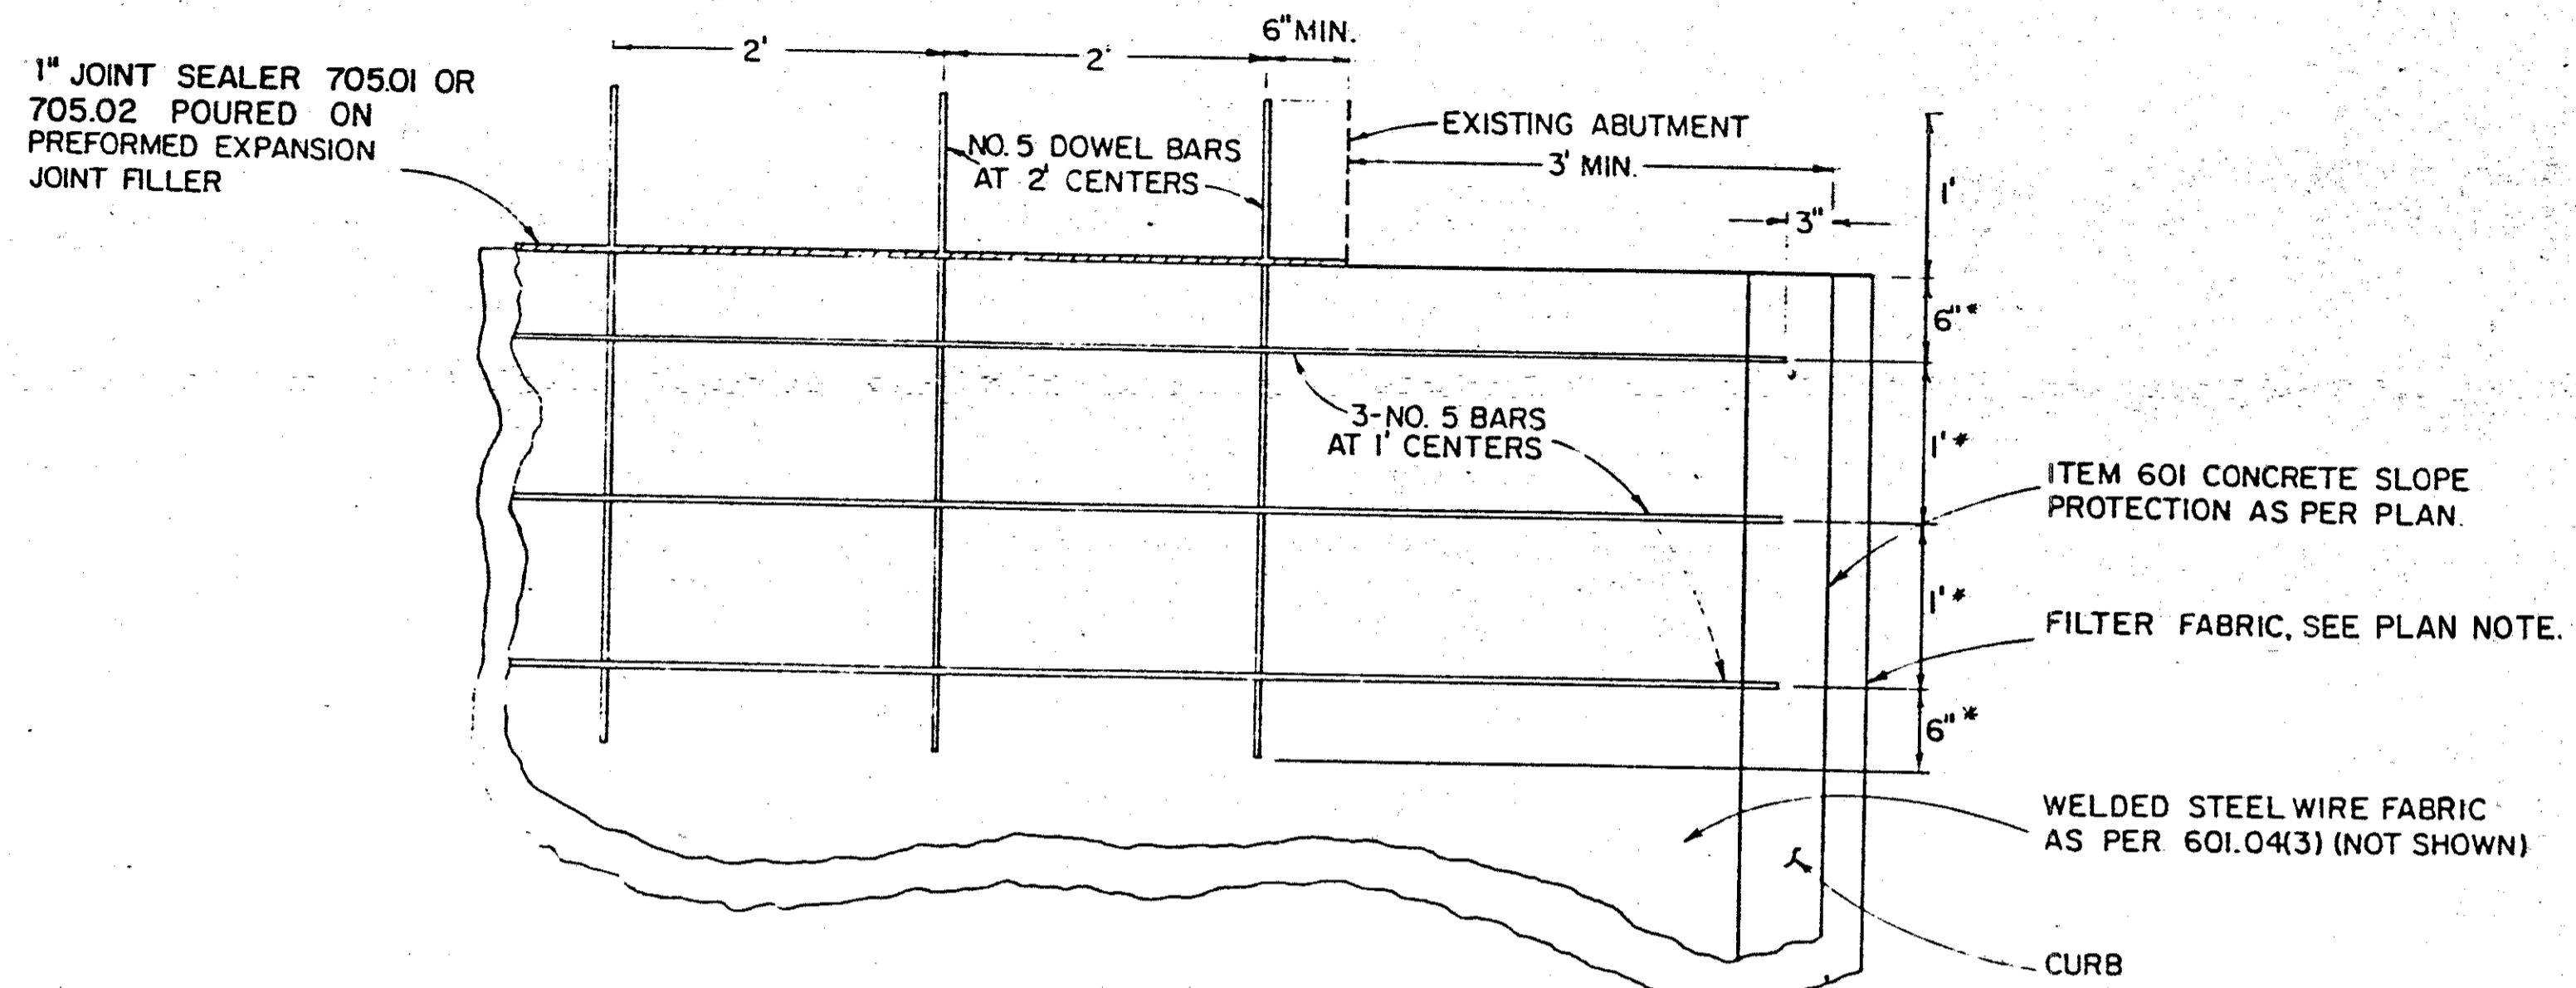 6" MIN.
2'
2'
1" JOINT SEALER 705.01 OR
705.02 POURED ON
PREFORMED EXPANSION
JOINT FILLER
NO. 5 DOWEL BARS
AT 2' CENTERS
EXISTING ABUTMENT
3' MIN.
3"
1'
6"*
3-NO. 5 BARS
AT 1' CENTERS
1'*
ITEM 601 CONCRETE SLOPE
PROTECTION AS PER PLAN.
1'*
FILTER FABRIC, SEE PLAN NOTE.
6"*
WELDED STEEL WIRE FABRIC
AS PER 601.04(3) (NOT SHOWN)
CURB